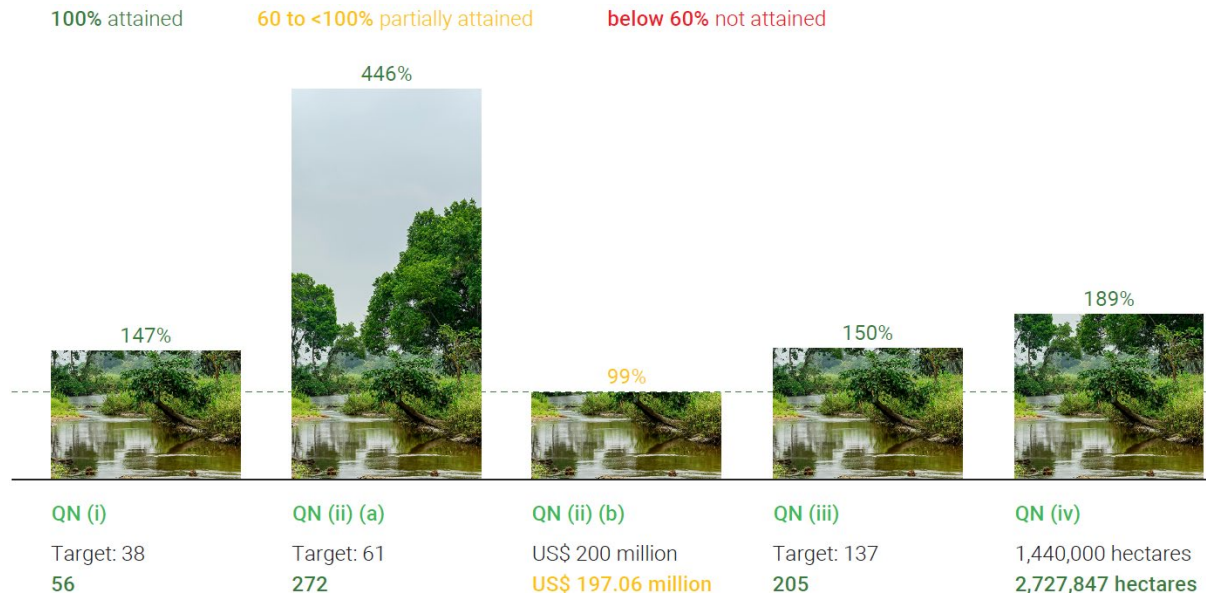 100% attained 60 to <100% partially attained below 60% not attained
446%
189%
147%
150%
99%
QN (i) QN (ii) (a) QN (ii) (b) QN (iii) QN (iv)
Target: 38 Target: 61 US$ 200 million Target: 137 1,440,000 hectares
56 272 US$ 197.06 million 205 2,727,847 hectares